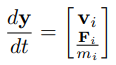 dy/dt = [v_i
F_i/m_i]